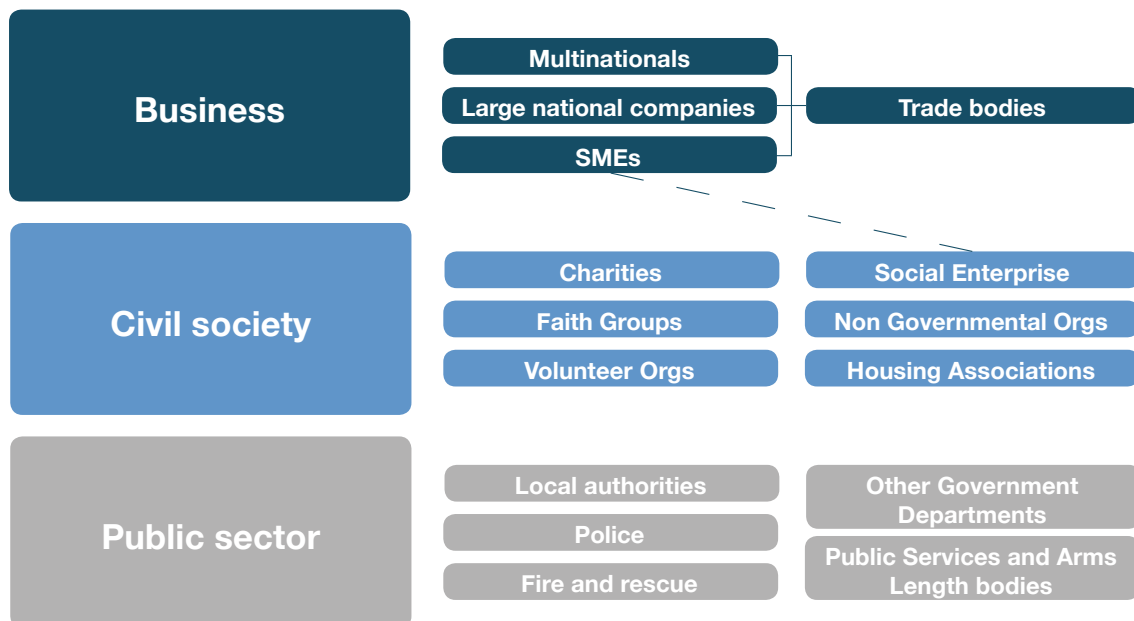 Business
Multinationals
Large national companies
SMEs
Trade bodies
Civil society
Charities
Faith Groups
Volunteer Orgs
Social Enterprise
Non Governmental Orgs
Housing Associations
Public sector
Local authorities
Police
Fire and rescue
Other Government
Departments
Public Services and Arms
Length bodies